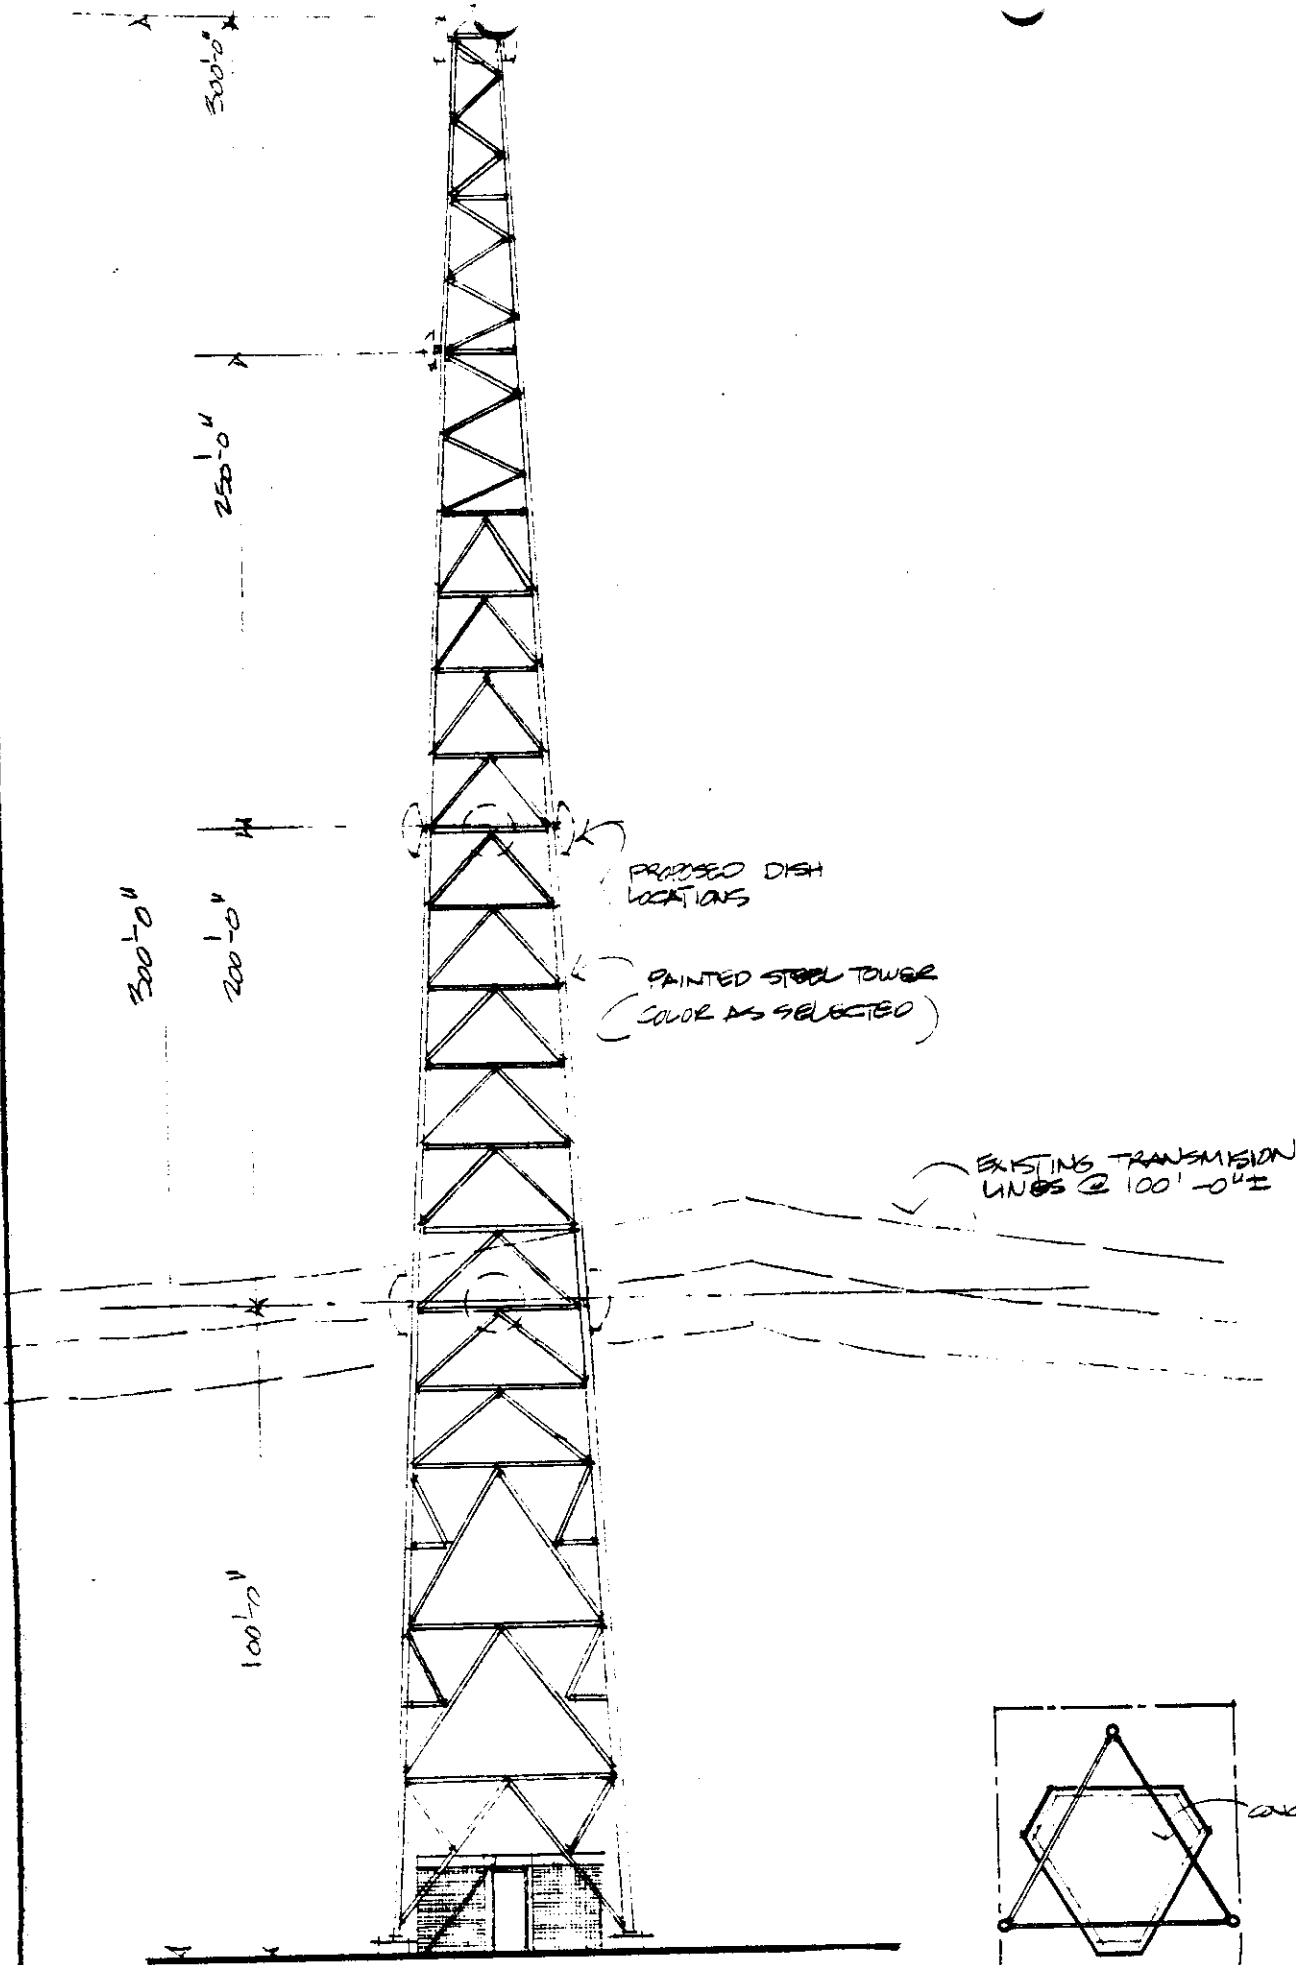 300'-0"
250'-0"
300'-0"
200'-0"
PROPOSED DISH
LOCATIONS
PAINTED STEEL TOWER
(COLOR AS SELECTED)
EXISTING TRANSMISION
LINES @ 100'-0"±
100'-0"